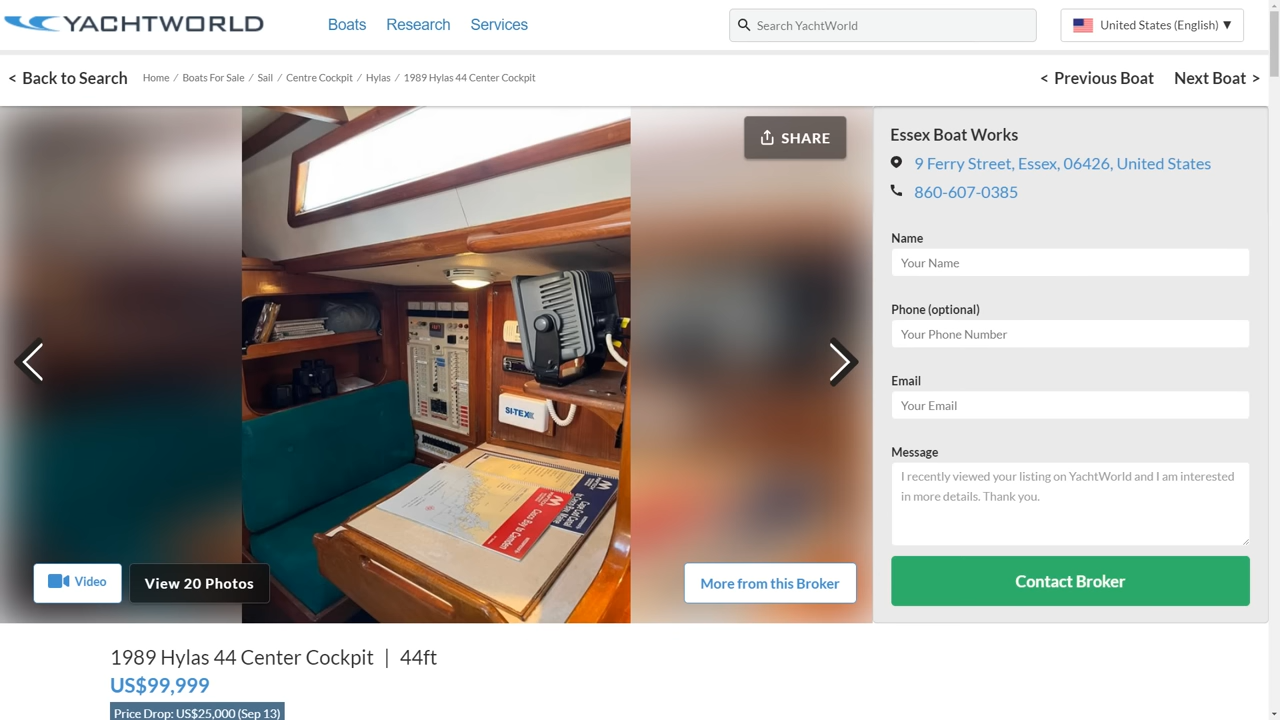 YACHTWORLD
Boats
Research
Services
Search YachtWorld
United States (English) ▼
< Back to Search
Home / Boats For Sale / Sail / Centre Cockpit / Hylas / 1989 Hylas 44 Center Cockpit
< Previous Boat
Next Boat >
SHARE
SI-TEX
Video
View 20 Photos
More from this Broker
Essex Boat Works
9 Ferry Street, Essex, 06426, United States
860-607-0385
Name
Your Name
Phone (optional)
Your Phone Number
Email
Your Email
Message
I recently viewed your listing on YachtWorld and I am interested
in more details. Thank you.
Contact Broker
1989 Hylas 44 Center Cockpit | 44ft
US$99,999
Price Drop: US$25,000 (Sep 13)